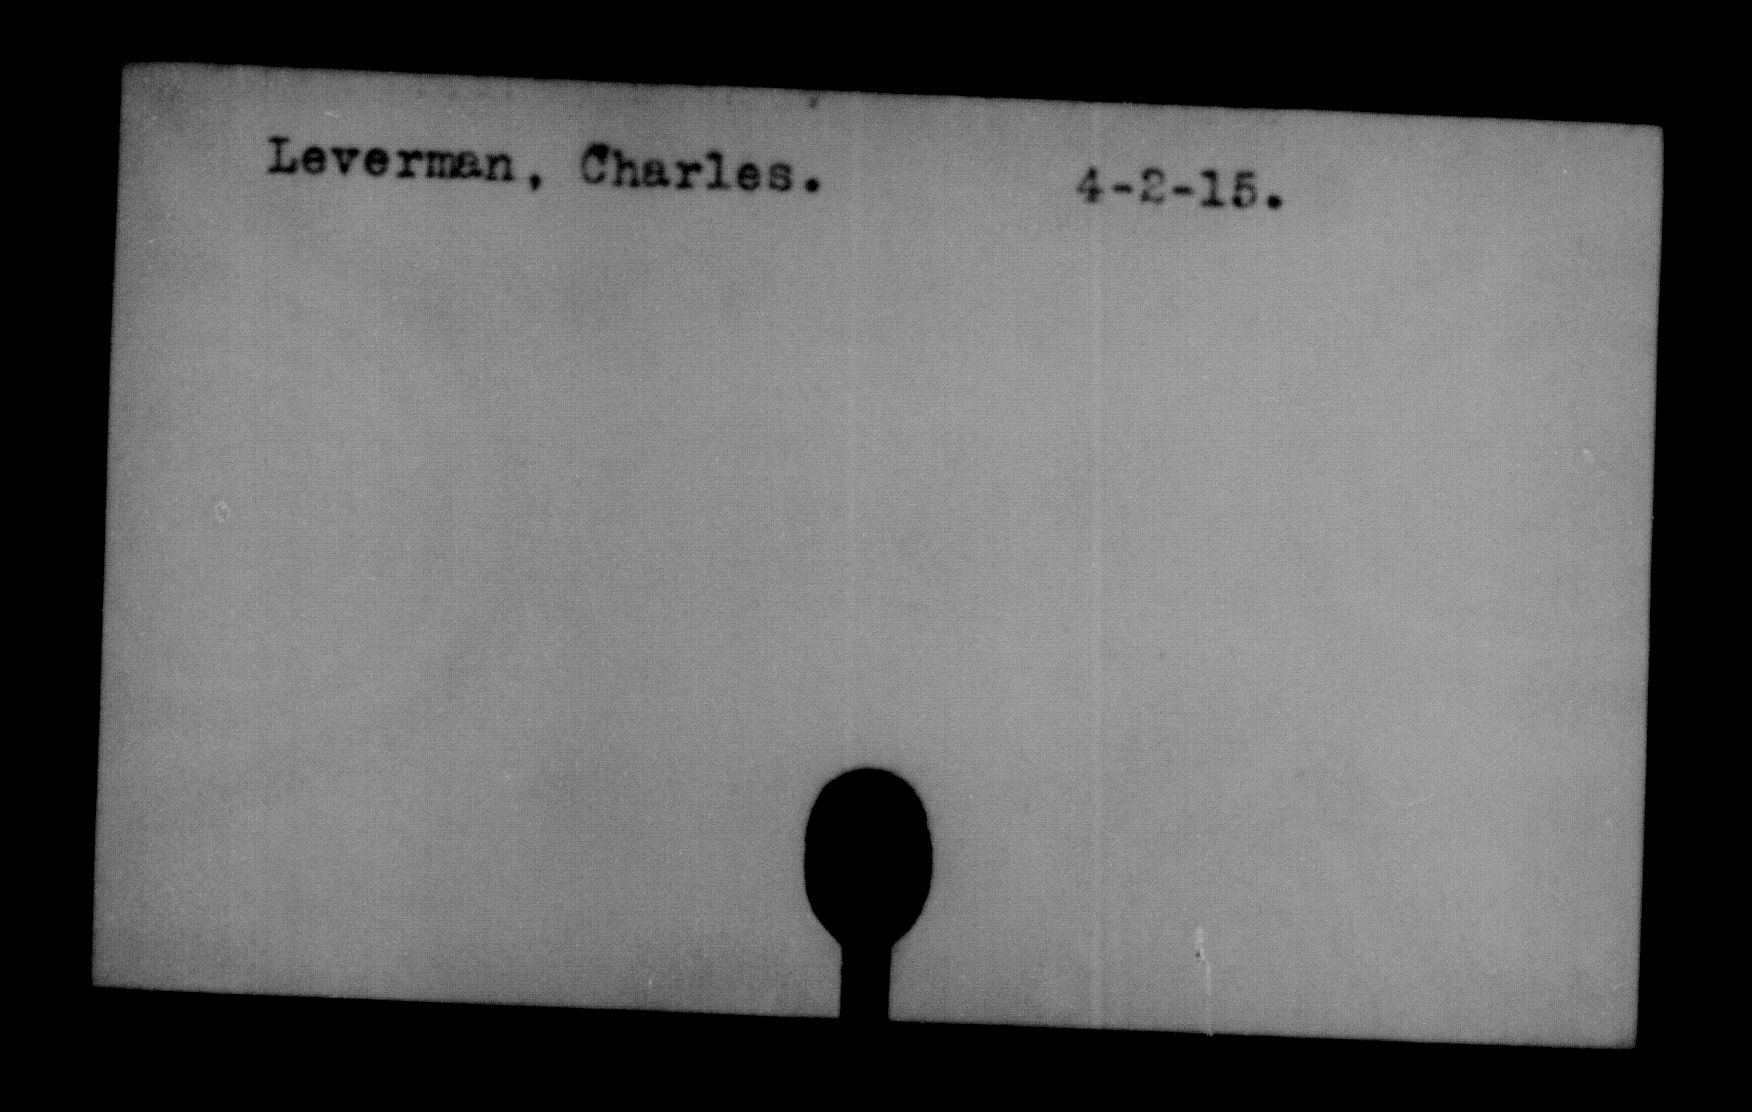 Leverman, Charles. 4-2-15.